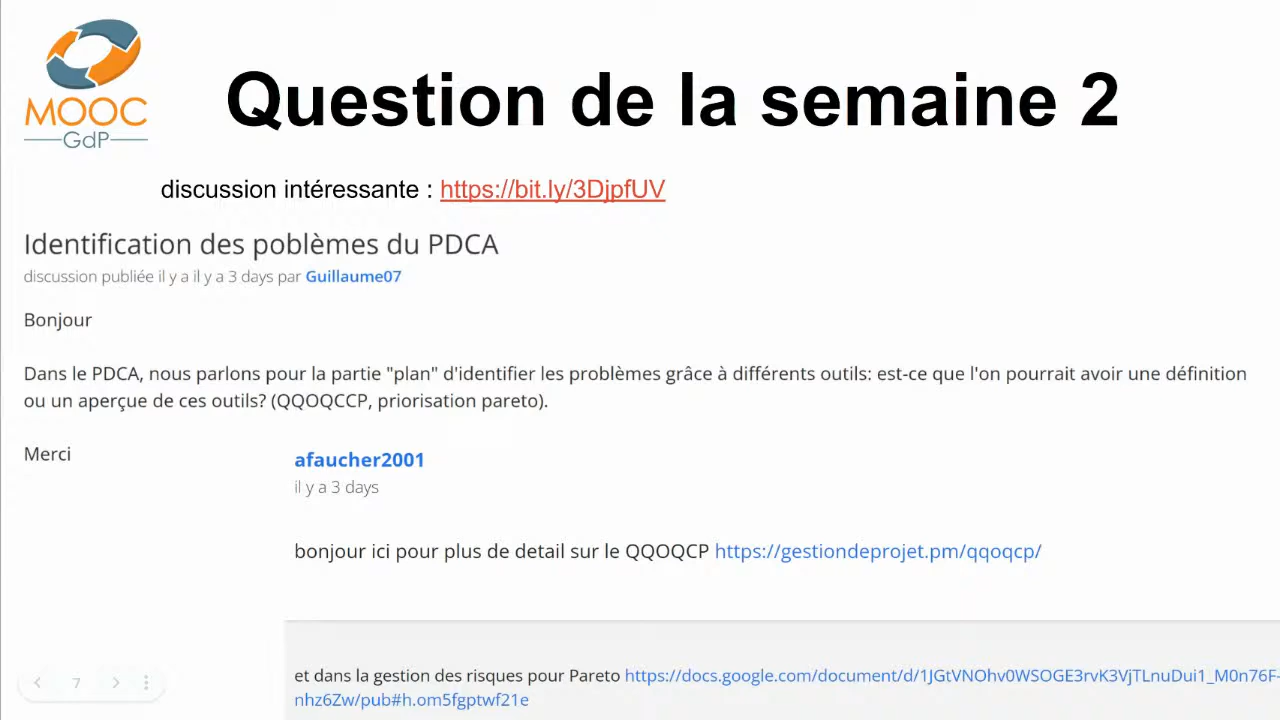 MOOC
GdP
Question de la semaine 2
discussion intéressante : https://bit.ly/3DjpfUV
Identification des poblèmes du PDCA
discussion publiée il y a il y a 3 days par Guillaume07
Bonjour
Dans le PDCA, nous parlons pour la partie "plan" d'identifier les problèmes grâce à différents outils: est-ce que l'on pourrait avoir une définition
ou un aperçue de ces outils? (QQOQCCP, priorisation pareto).
Merci
afaucher2001
il y a 3 days
bonjour ici pour plus de detail sur le QQOQCP https://gestiondeprojet.pm/qqoqcp/
et dans la gestion des risques pour Pareto https://docs.google.com/document/d/1JGtVNOhv0WSOGE3rvK3VjTLnuDui1_M0n76F-
nhz6Zw/pub#h.om5fgptwf21e
7